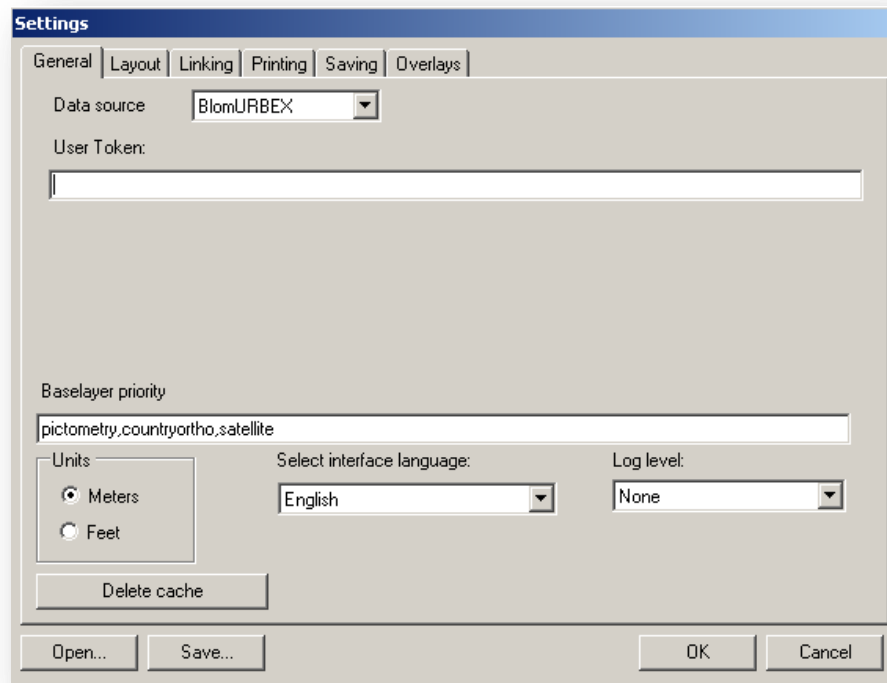 Settings
General Layout Linking Printing Saving Overlays
Data source BlomURBEX
User Token:
Baselayer priority
pictometry,countryortho,satellite
Units Select interface language: Log level:
Meters English None
Feet
Delete cache
Open... Save... OK Cancel